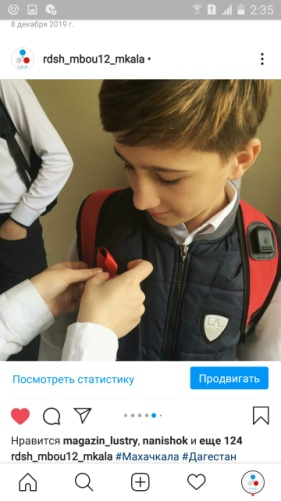 2:35
8 декабря 2019 г.
rdsh_mbou12_mkala •
Посмотреть статистику
Продвигать
Нравится magazin_lustry, nanishok и еще 124
rdsh_mbou12_mkala #Махачкала #Дагестан